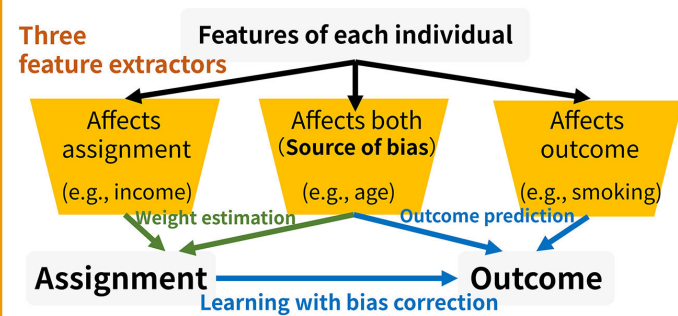 Features of each individual
Three
feature extractors
Affects
assignment
(e.g., income)
Affects both
(Source of bias)
(e.g., age)
Affects
outcome
(e.g., smoking)
Weight estimation
Outcome prediction
Assignment
Outcome
Learning with bias correction